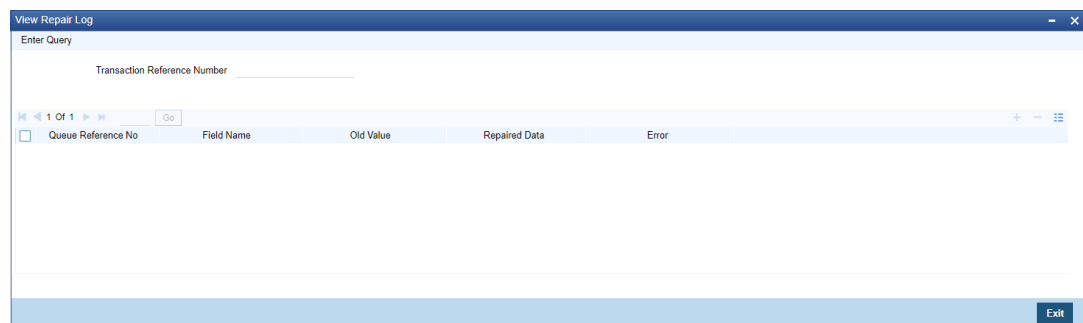 View Repair Log
Enter Query
Transaction Reference Number
1 Of 1 Go
Queue Reference No Field Name Old Value Repaired Data Error
Exit